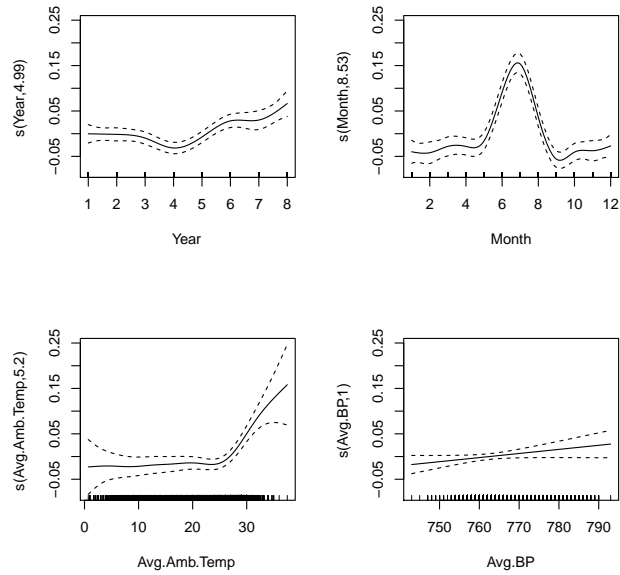 s(Year,4.99)
−0.05 0.05 0.15 0.25
1 2 3 4 5 6 7 8
Year
s(Month,8.53)
−0.05 0.05 0.15 0.25
2 4 6 8 10 12
Month
s(Avg.Amb.Temp,5.2)
−0.05 0.05 0.15 0.25
0 10 20 30
Avg.Amb.Temp
s(Avg.BP,1)
−0.05 0.05 0.15 0.25
750 760 770 780 790
Avg.BP